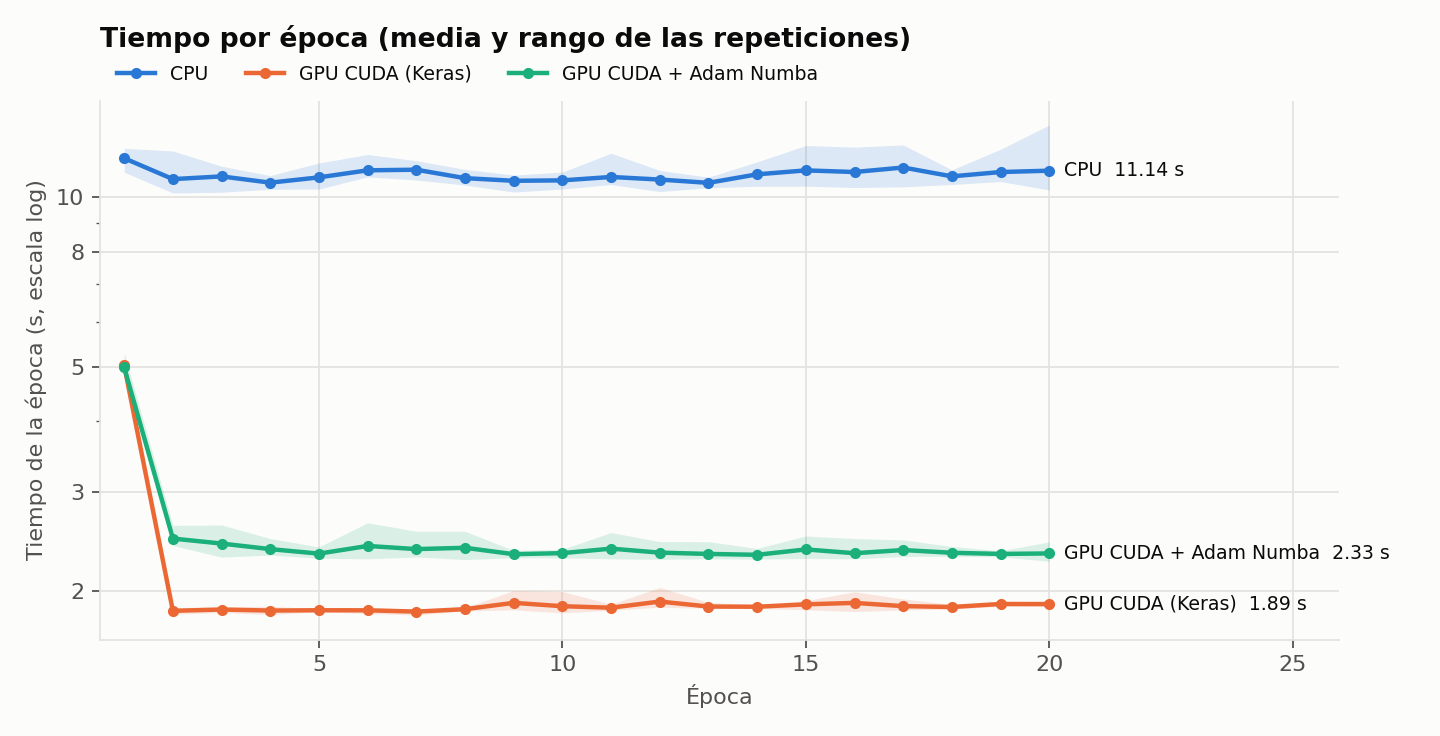 Tiempo por época (media y rango de las repeticiones)
CPU GPU CUDA (Keras) GPU CUDA + Adam Numba
Tiempo de la época (s, escala log)
10
8
5
3
2
CPU 11.14 s
GPU CUDA + Adam Numba 2.33 s
GPU CUDA (Keras) 1.89 s
5 10 15 20 25
Época